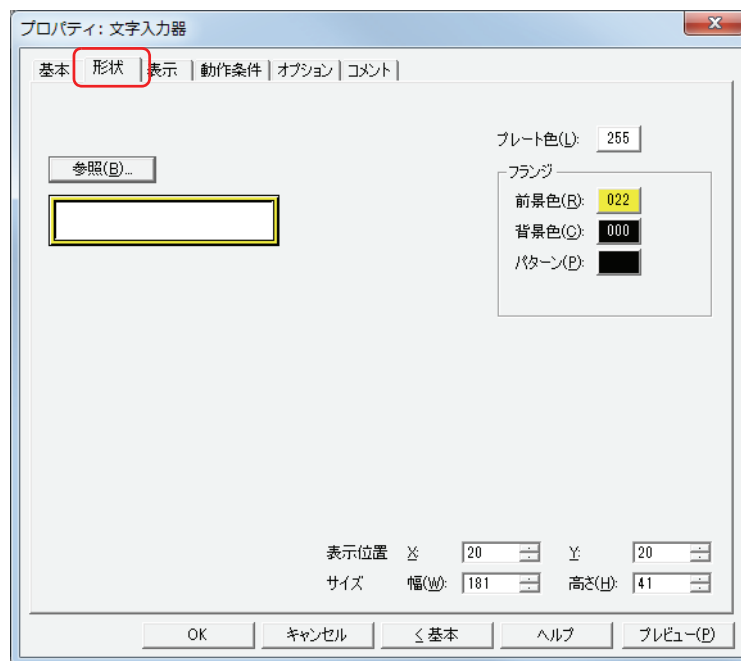 プロパティ: 文字入力器
x
基本 形状 表示 動作条件 オプション コメント
プレート色(L): 255
参照(B)...
フランジ
前景色(R): 022
背景色(C): 000
パターン(P):
表示位置 X: 20 Y: 20
サイズ 幅(W): 181 高さ(H): 41
OK キャンセル < 基本 ヘルプ プレビュー(P)